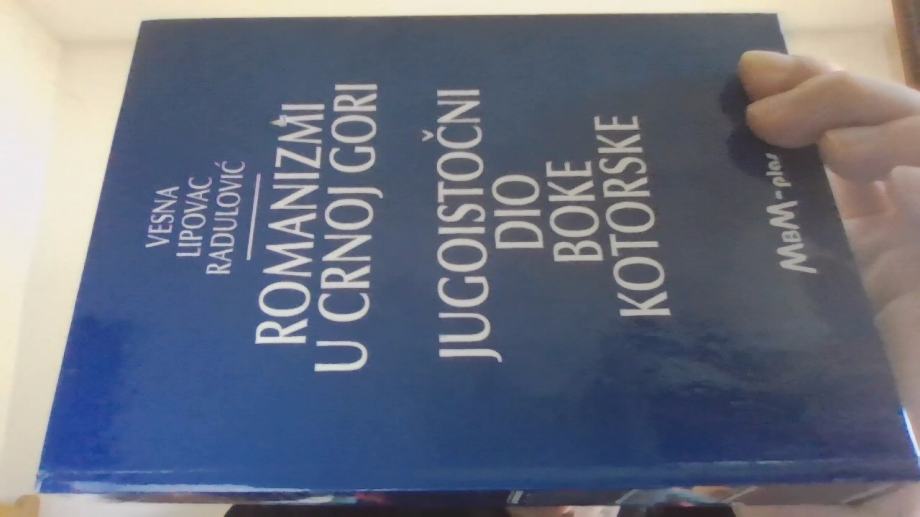 VESNA
LIPOVAC
RADULOVIĆ
ROMANIZMI
U CRNOJ GORI
JUGOISTOČNI
DIO
BOKE
KOTORSKE
MBM-plas